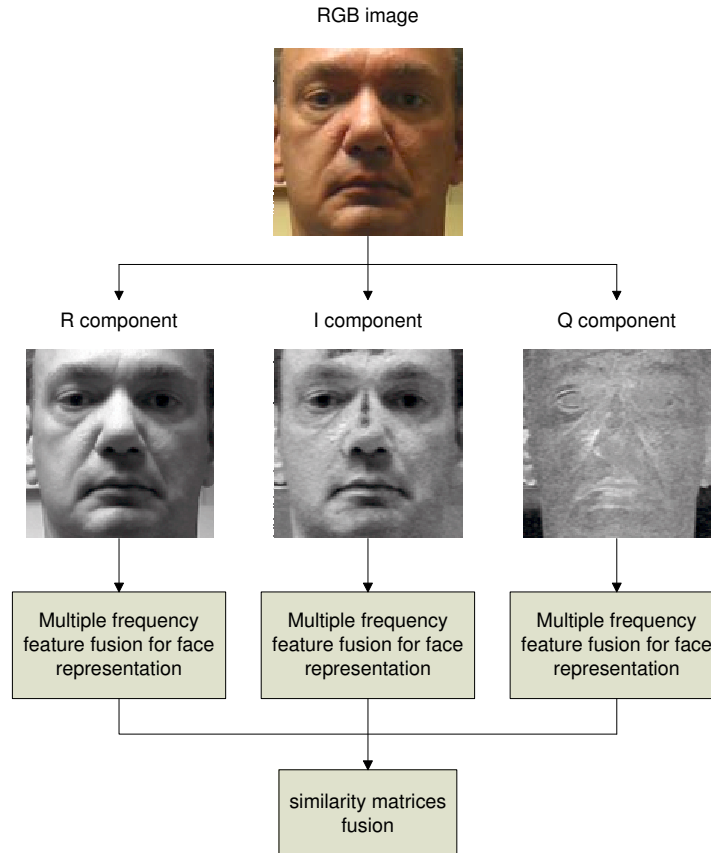 RGB image
R component
I component
Q component
Multiple frequency
feature fusion for face
representation
Multiple frequency
feature fusion for face
representation
Multiple frequency
feature fusion for face
representation
similarity matrices
fusion